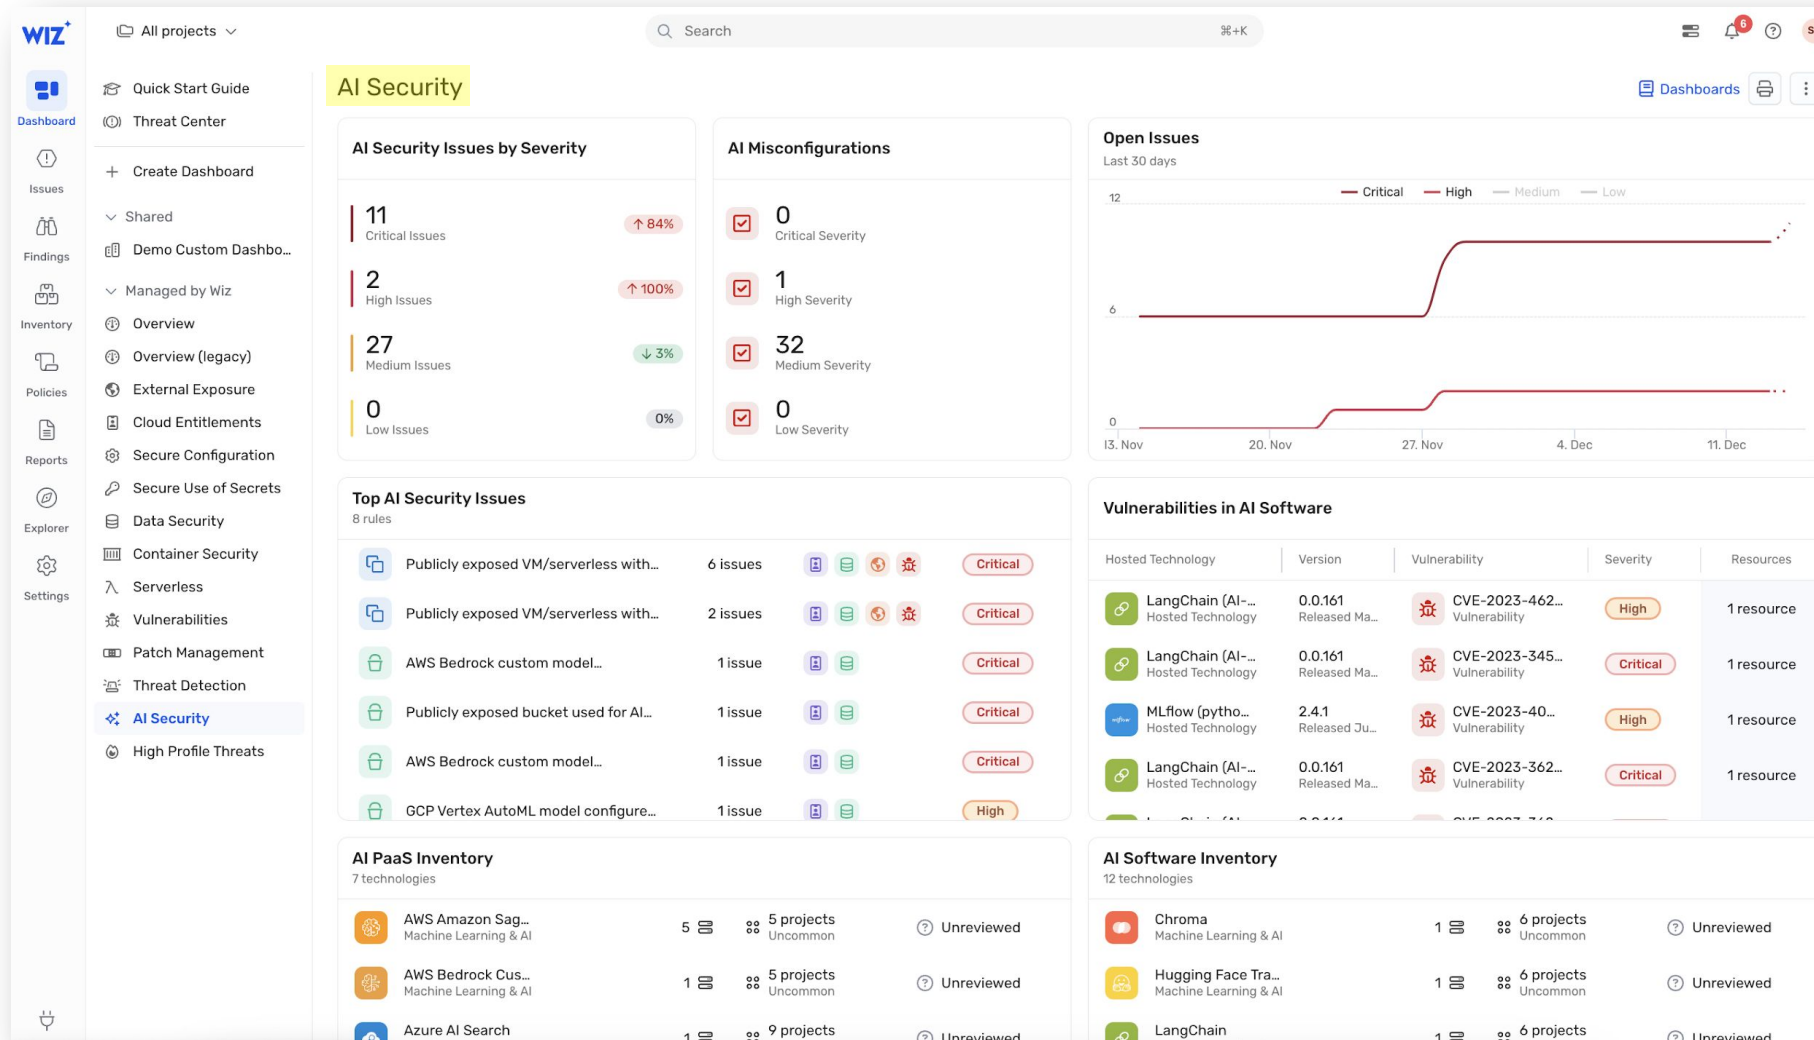 WIZ
All projects
Search
⌘+K
6
Dashboard
Issues
Findings
Inventory
Policies
Reports
Explorer
Settings
Quick Start Guide
Threat Center
Create Dashboard
Shared
Demo Custom Dashbo...
Managed by Wiz
Overview
Overview (legacy)
External Exposure
Cloud Entitlements
Secure Configuration
Secure Use of Secrets
Data Security
Container Security
Serverless
Vulnerabilities
Patch Management
Threat Detection
AI Security
High Profile Threats
AI Security
Dashboards
AI Security Issues by Severity
11
Critical Issues
↑ 84%
2
High Issues
↑ 100%
27
Medium Issues
↓ 3%
0
Low Issues
0%
AI Misconfigurations
0
Critical Severity
1
High Severity
32
Medium Severity
0
Low Severity
Open Issues
Last 30 days
Critical High Medium Low
12
6
0
13. Nov 20. Nov 27. Nov 4. Dec 11. Dec
Top AI Security Issues
8 rules
Publicly exposed VM/serverless with... 6 issues Critical
Publicly exposed VM/serverless with... 2 issues Critical
AWS Bedrock custom model... 1 issue Critical
Publicly exposed bucket used for AI... 1 issue Critical
AWS Bedrock custom model... 1 issue Critical
GCP Vertex AutoML model configure... 1 issue High
Vulnerabilities in AI Software
Hosted Technology Version Vulnerability Severity Resources
LangChain (AI-... 0.0.161 CVE-2023-462... High 1 resource
Hosted Technology Released Ma... Vulnerability
LangChain (AI-... 0.0.161 CVE-2023-345... Critical 1 resource
Hosted Technology Released Ma... Vulnerability
MLflow (pytho... 2.4.1 CVE-2023-40... High 1 resource
Hosted Technology Released Ju... Vulnerability
LangChain (AI-... 0.0.161 CVE-2023-362... Critical 1 resource
Hosted Technology Released Ma... Vulnerability
AI PaaS Inventory
7 technologies
AWS Amazon Sag... 5 5 projects Unreviewed
Machine Learning & AI Uncommon
AWS Bedrock Cus... 1 5 projects Unreviewed
Machine Learning & AI Uncommon
Azure AI Search 1 9 projects Unreviewed
AI Software Inventory
12 technologies
Chroma 1 6 projects Unreviewed
Machine Learning & AI Uncommon
Hugging Face Tra... 1 6 projects Unreviewed
Machine Learning & AI Uncommon
LangChain 1 6 projects Unreviewed